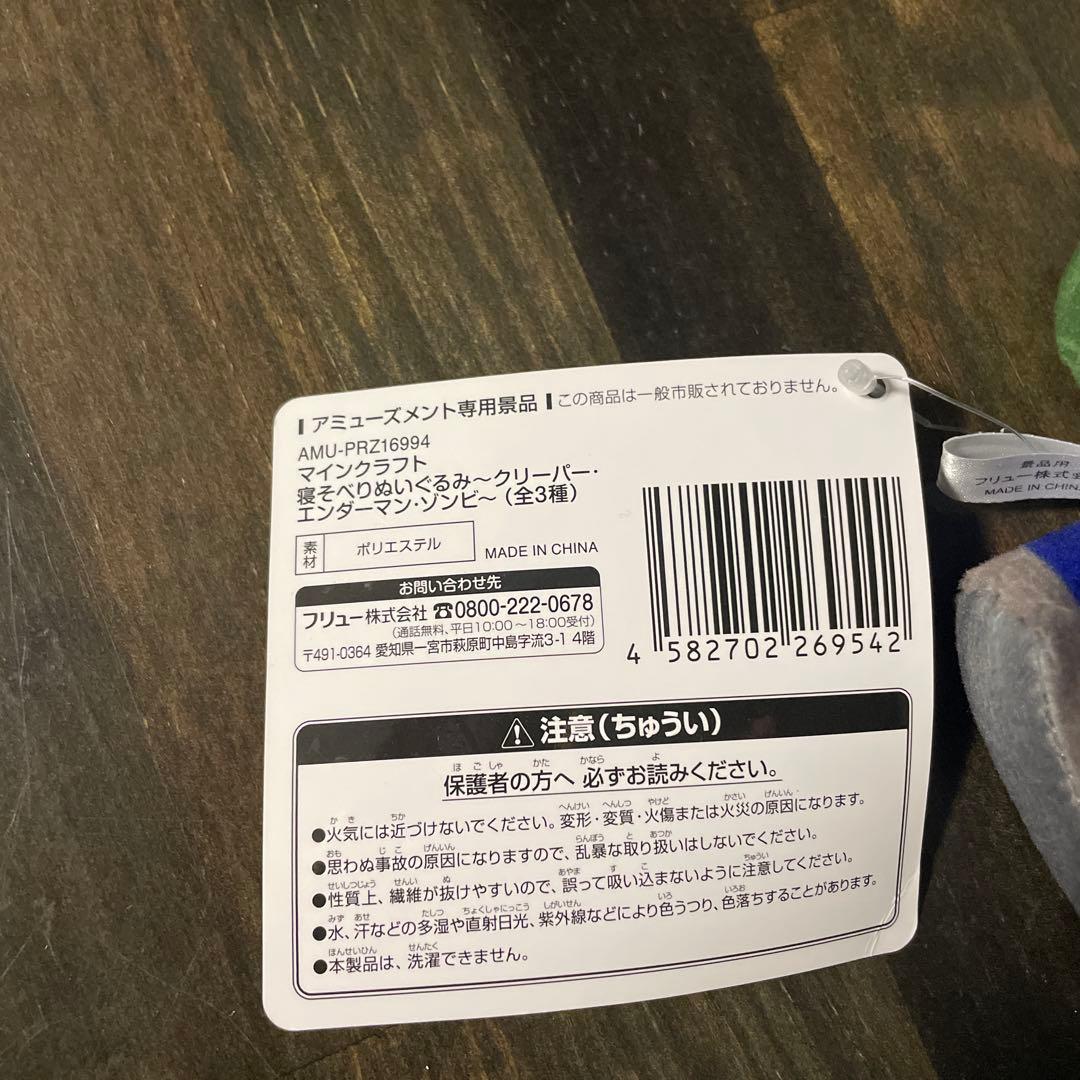 アミューズメント専用景品 この商品は一般市販されておりません。
AMU-PRZ16994
マインクラフト
寝そべりぬいぐるみ～クリーパー・
エンダーマン・ゾンビ～（全3種）
素材 ポリエステル MADE IN CHINA
お問い合わせ先
フリュー株式会社 ☎0800-222-0678
（通話無料、平日10:00～18:00受付）
〒491-0364 愛知県一宮市萩原町中島字流3-1 4階
4 582702 269542
景品用
フリュー株式
MADE IN CHINA
⚠注意（ちゅうい）
保護者の方へ 必ずお読みください。
●火気には近づけないでください。変形・変質・火傷または火災の原因になります。
●思わぬ事故の原因になりますので、乱暴な取り扱いはしないでください。
●性質上、繊維が抜けやすいので、誤って吸い込まないように注意してください。
●水、汗などの多湿や直射日光、紫外線などにより色うつり、色落ちすることがあります。
●本製品は、洗濯できません。